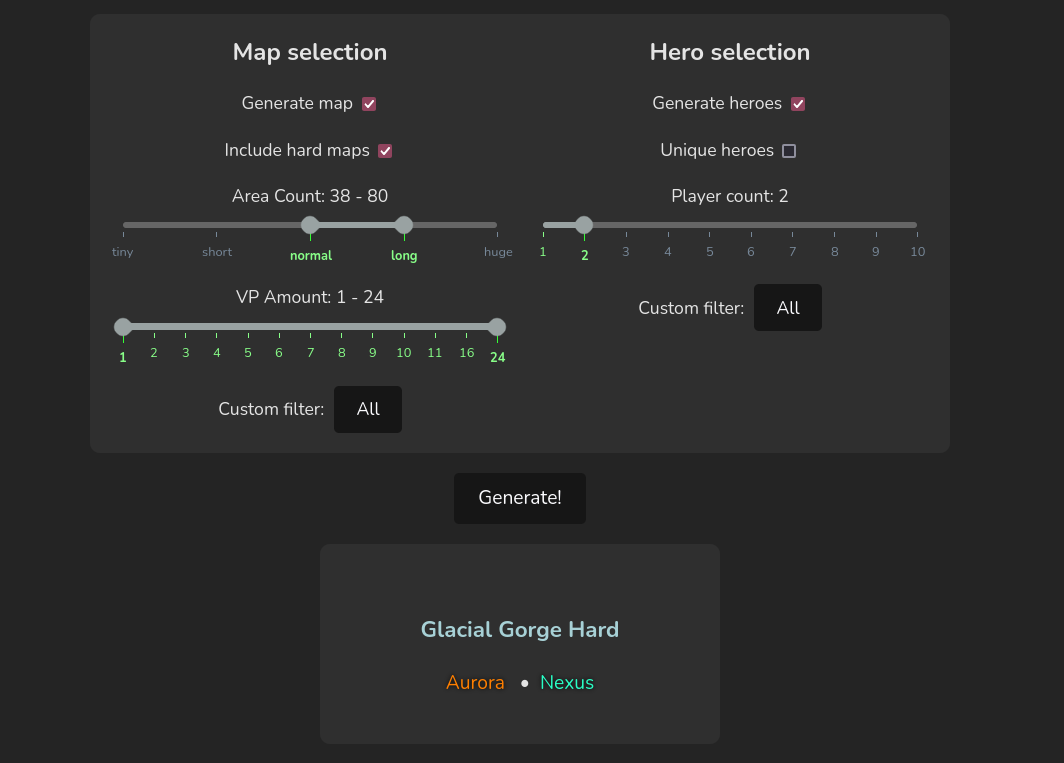 Map selection
Generate map
Include hard maps
Area Count: 38 - 80
tiny short normal long huge
VP Amount: 1 - 24
1 2 3 4 5 6 7 8 9 10 11 16 24
Custom filter: All
Hero selection
Generate heroes
Unique heroes
Player count: 2
1 2 3 4 5 6 7 8 9 10
Custom filter: All
Generate!
Glacial Gorge Hard
Aurora • Nexus